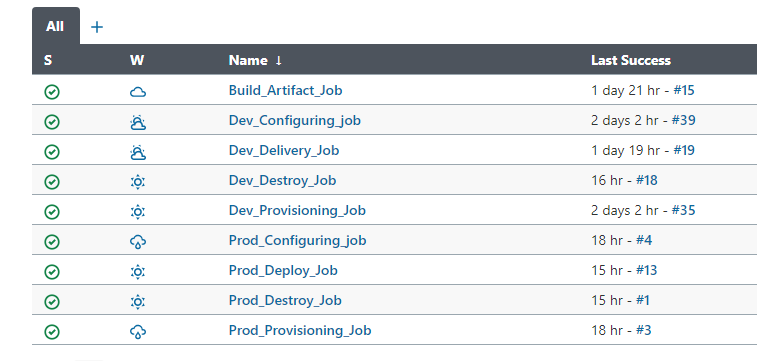 All +
S W Name ↓ Last Success
Build_Artifact_Job 1 day 21 hr - #15
Dev_Configuring_job 2 days 2 hr - #39
Dev_Delivery_Job 1 day 19 hr - #19
Dev_Destroy_Job 16 hr - #18
Dev_Provisioning_Job 2 days 2 hr - #35
Prod_Configuring_job 18 hr - #4
Prod_Deploy_Job 15 hr - #13
Prod_Destroy_Job 15 hr - #1
Prod_Provisioning_Job 18 hr - #3